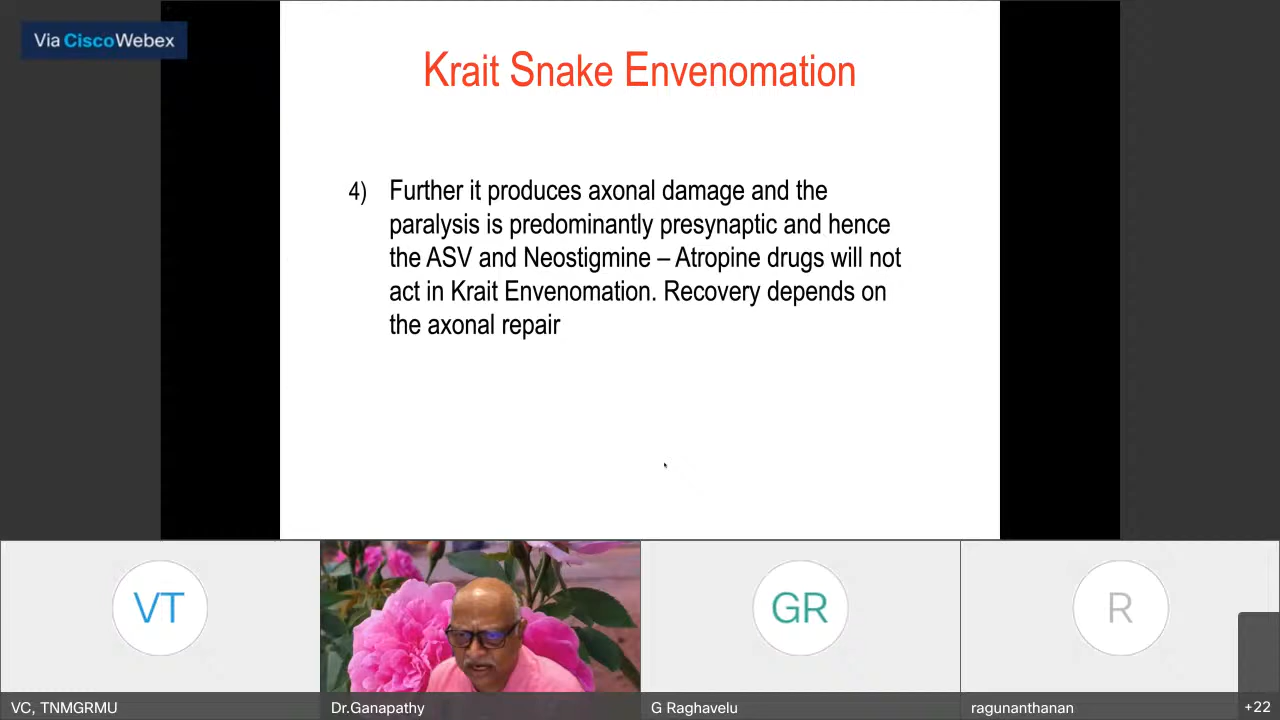 Via CiscoWebex
Krait Snake Envenomation
4) Further it produces axonal damage and the
paralysis is predominantly presynaptic and hence
the ASV and Neostigmine – Atropine drugs will not
act in Krait Envenomation. Recovery depends on
the axonal repair
VT
GR
R
VC, TNMGRMU
Dr.Ganapathy
G Raghavelu
ragunanthanan
+22